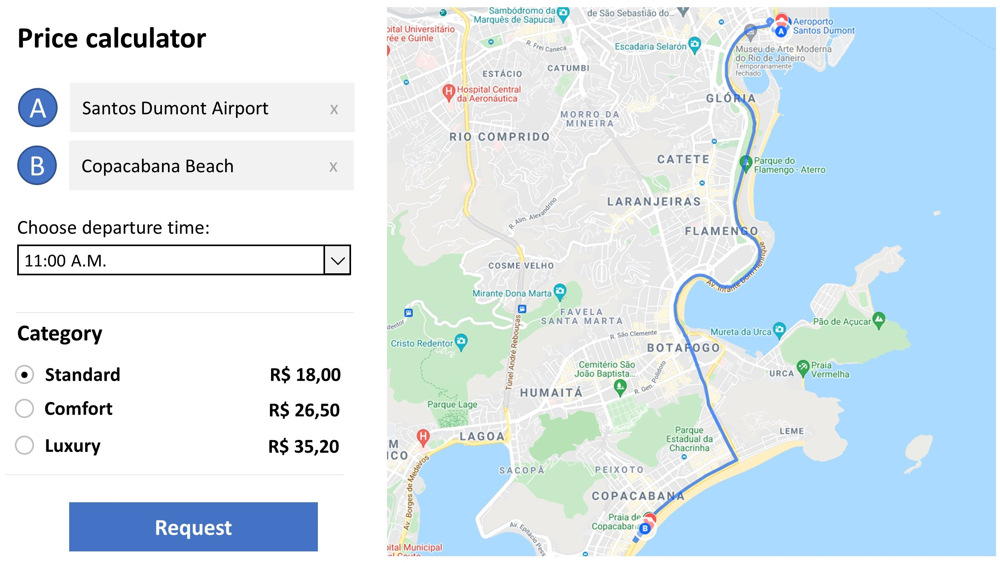 Price calculator
A
Santos Dumont Airport
x
B
Copacabana Beach
x
Choose departure time:
11:00 A.M.
Category
Standard
R$ 18,00
Comfort
R$ 26,50
Luxury
R$ 35,20
Request
Sambódromo da
Marquês de Sapucaí
de São Sebastião do...
Aeroporto
Santos Dumont
A
pital Universitário
rée e Guinle
R. Frei Caneca
Escadaria Selarón
Museu de Arte Moderna
do Rio de Janeiro
Temporariamente
fechado
CATUMBI
ESTÁCIO
H
Hospital Central
da Aeronáutica
GLÓRIA
MORRO DA
MINEIRA
RIO COMPRIDO
CATETE
Parque do
Flamengo - Aterro
LARANJEIRAS
R. Alm. Alexandrino
FLAMENGO
Av. Infante Dom Henrique
COSME VELHO
Mirante Dona Marta
FAVELA
SANTA MARTA
dentor
Túnel André Rebouças
Pão de Açucar
Mureta da Urca
R. São Clemente
Cristo Redentor
BOTAFOGO
Cemitério São
João Baptista...
R. Gen. Polidoro
Praia
Vermelha
URCA
HUMAITÁ
Parque Lage
Parque
Estadual da
Chacrinha
LEME
H
LAGOA
M
ICO
Av. Borges de Medeiros
SACOPÃ
PEIXOTO
COPACABANA
Praia de
Copacabana
B
Av. Epitácio Pess
pital Municipal